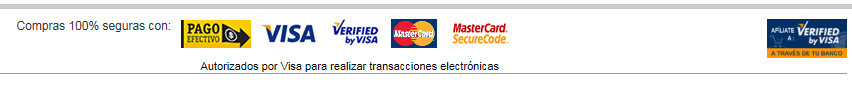 Compras 100% seguras con:
PAGO
EFECTIVO
VISA
VERIFIED
by VISA
MasterCard
MasterCard.
SecureCode.
AFÍLIATE
A:
VERIFIED
by VISA
A TRAVÉS DE TU BANCO
Autorizados por Visa para realizar transacciones electrónicas